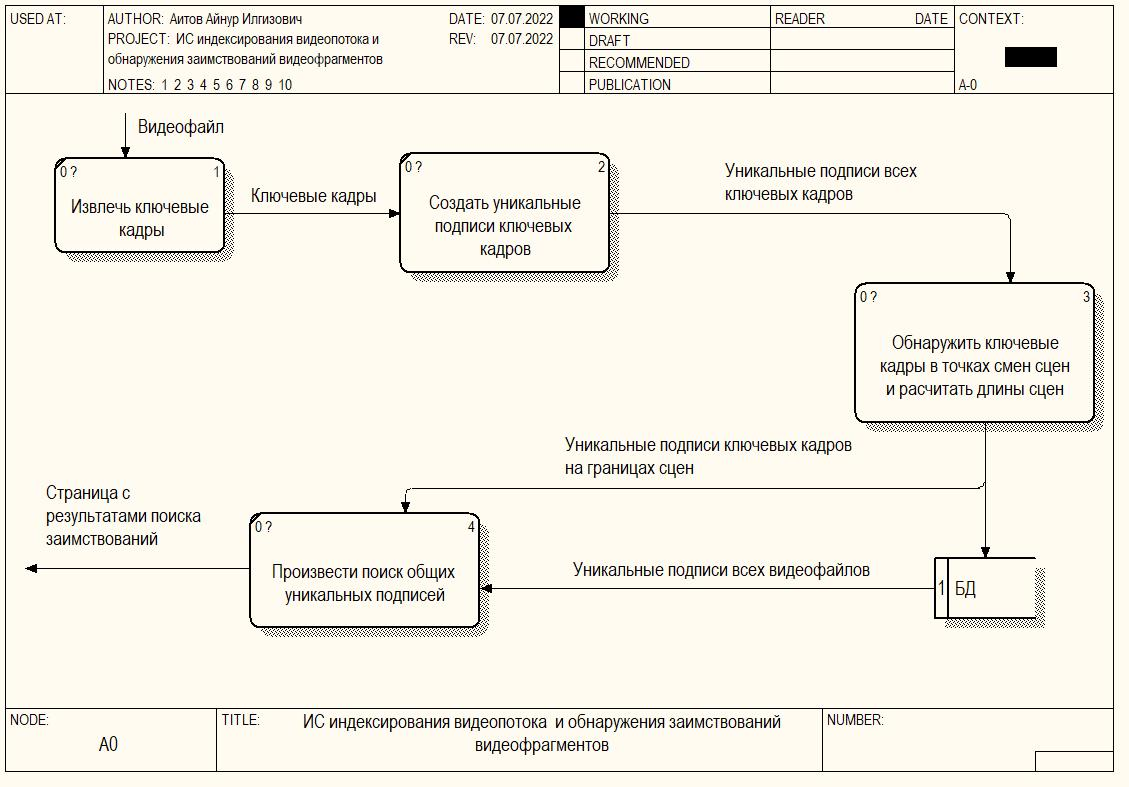 USED AT:
AUTHOR: Аитов Айнур Илгизович
DATE: 07.07.2022
PROJECT: ИС индексирования видеопотока и
обнаружения заимствований видеофрагментов
REV: 07.07.2022
NOTES: 1 2 3 4 5 6 7 8 9 10
WORKING
DRAFT
RECOMMENDED
PUBLICATION
READER DATE
CONTEXT:
A-0
Видеофайл
0 ? 1
Извлечь ключевые
кадры
Ключевые кадры
0 ? 2
Создать уникальные
подписи ключевых
кадров
Уникальные подписи всех
ключевых кадров
0 ? 3
Обнаружить ключевые
кадры в точках смен сцен
и расчитать длины сцен
Уникальные подписи ключевых кадров
на границах сцен
Страница с
результатами поиска
заимствований
0 ? 4
Произвести поиск общих
уникальных подписей
Уникальные подписи всех видеофайлов
1 БД
NODE:
A0
TITLE:
ИС индексирования видеопотока и обнаружения заимствований
видеофрагментов
NUMBER: